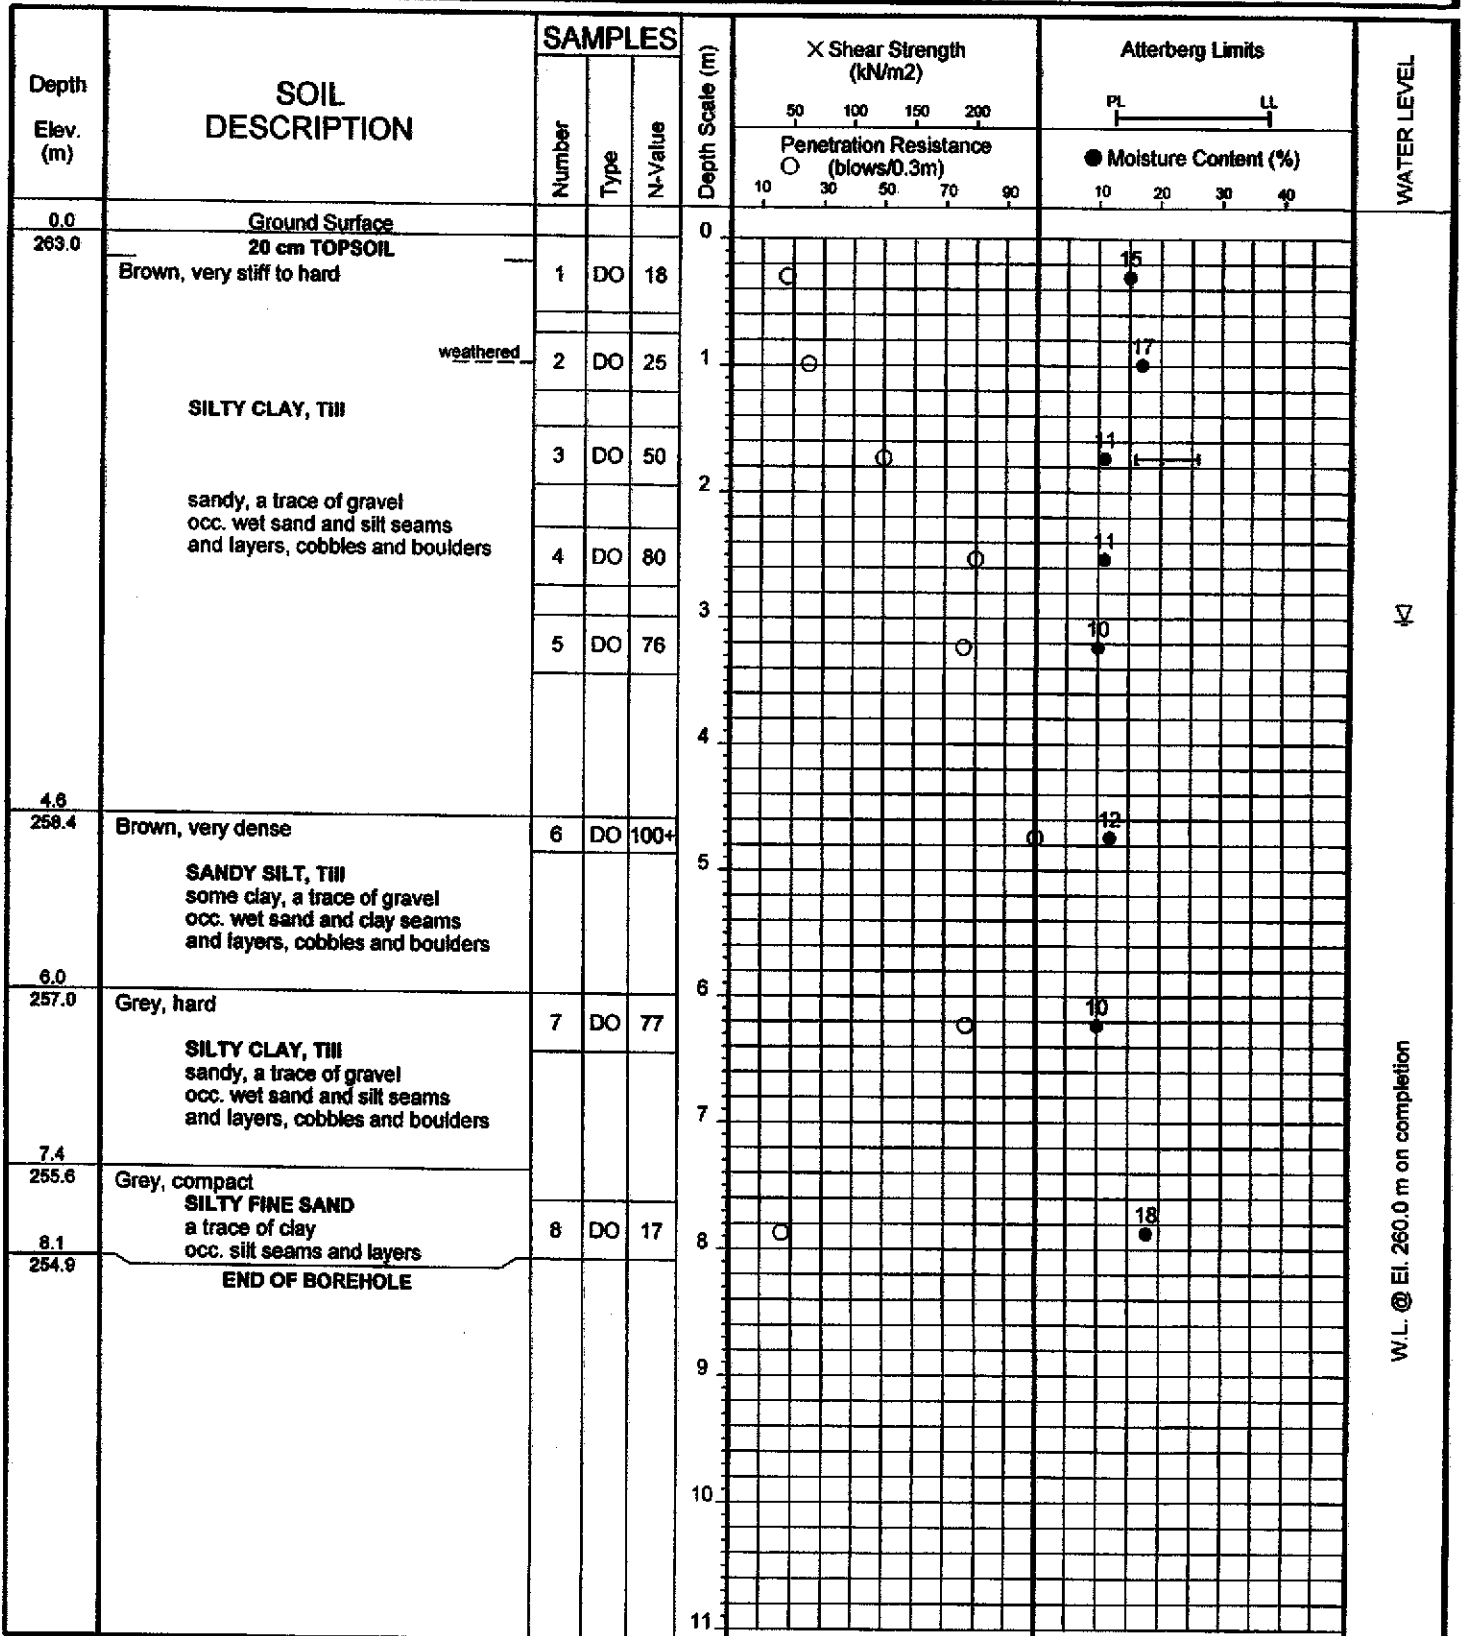 Depth
Elev.
(m)
SOIL
DESCRIPTION
SAMPLES
Number
Type
N-Value
Depth Scale (m)
X Shear Strength
(kN/m2)
50 100 150 200
Penetration Resistance
O (blows/0.3m)
10 30 50 70 90
Atterberg Limits
PL LL
● Moisture Content (%)
10 20 30 40
WATER LEVEL
0.0 Ground Surface
263.0 20 cm TOPSOIL
0
Brown, very stiff to hard
1 DO 18
15
weathered
2 DO 25
1
17
SILTY CLAY, Till
3 DO 50
11
2
sandy, a trace of gravel
occ. wet sand and silt seams
and layers, cobbles and boulders
4 DO 80
11
3
5 DO 76
10
4
4.6
258.4
Brown, very dense
6 DO 100+
12
5
SANDY SILT, Till
some clay, a trace of gravel
occ. wet sand and clay seams
and layers, cobbles and boulders
6.0
257.0
6
Grey, hard
7 DO 77
10
SILTY CLAY, Till
sandy, a trace of gravel
occ. wet sand and silt seams
and layers, cobbles and boulders
7
7.4
255.6
Grey, compact
SILTY FINE SAND
a trace of clay
occ. silt seams and layers
8 DO 17
18
8
8.1
254.9
END OF BOREHOLE
9
10
11
W.L. @ El. 260.0 m on completion